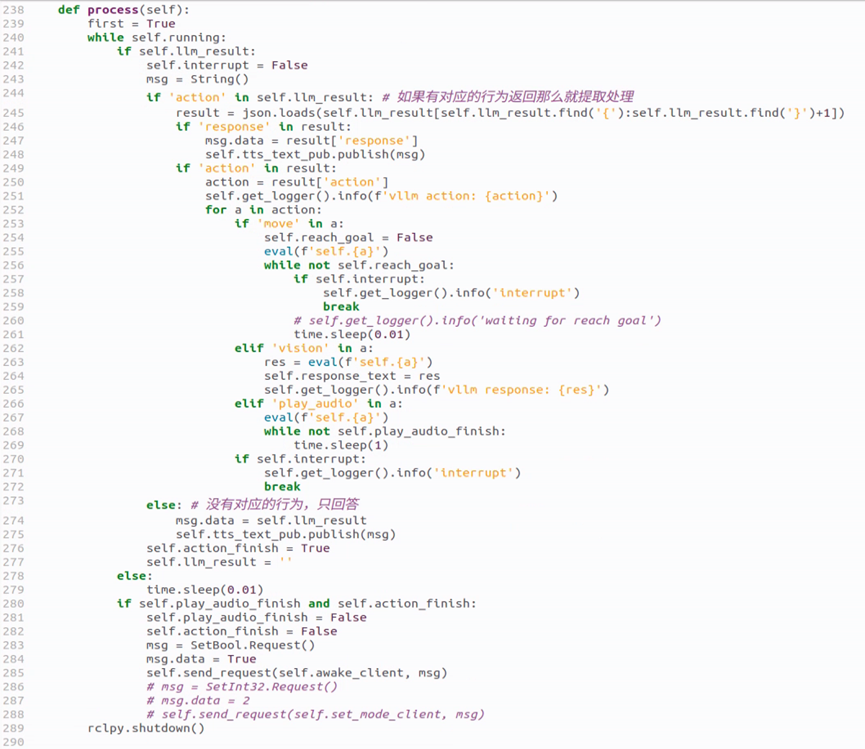 238     def process(self):
239         first = True
240         while self.running:
241             if self.llm_result:
242                 self.interrupt = False
243                 msg = String()
244                 if 'action' in self.llm_result: # 如果有对应的行为返回那么就提取处理
245                     result = json.loads(self.llm_result[self.llm_result.find('{'):self.llm_result.find('}')+1])
246                     if 'response' in result:
247                         msg.data = result['response']
248                         self.tts_text_pub.publish(msg)
249                     if 'action' in result:
250                         action = result['action']
251                         self.get_logger().info(f'vllm action: {action}')
252                         for a in action:
253                             if 'move' in a:
254                                 self.reach_goal = False
255                                 eval(f'self.{a}')
256                                 while not self.reach_goal:
257                                     if self.interrupt:
258                                         self.get_logger().info('interrupt')
259                                         break
260                                     # self.get_logger().info('waiting for reach goal')
261                                     time.sleep(0.01)
262                             elif 'vision' in a:
263                                 res = eval(f'self.{a}')
264                                 self.response_text = res
265                                 self.get_logger().info(f'vllm response: {res}')
266                             elif 'play_audio' in a:
267                                 eval(f'self.{a}')
268                                 while not self.play_audio_finish:
269                                     time.sleep(1)
270                             if self.interrupt:
271                                 self.get_logger().info('interrupt')
272                                 break
273                 else: # 没有对应的行为，只回答
274                     msg.data = self.llm_result
275                     self.tts_text_pub.publish(msg)
276                 self.action_finish = True
277                 self.llm_result = ''
278             else:
279                 time.sleep(0.01)
280             if self.play_audio_finish and self.action_finish:
281                 self.play_audio_finish = False
282                 self.action_finish = False
283                 msg = SetBool.Request()
284                 msg.data = True
285                 self.send_request(self.awake_client, msg)
286                 # msg = SetInt32.Request()
287                 # msg.data = 2
288                 # self.send_request(self.set_mode_client, msg)
289         rclpy.shutdown()
290